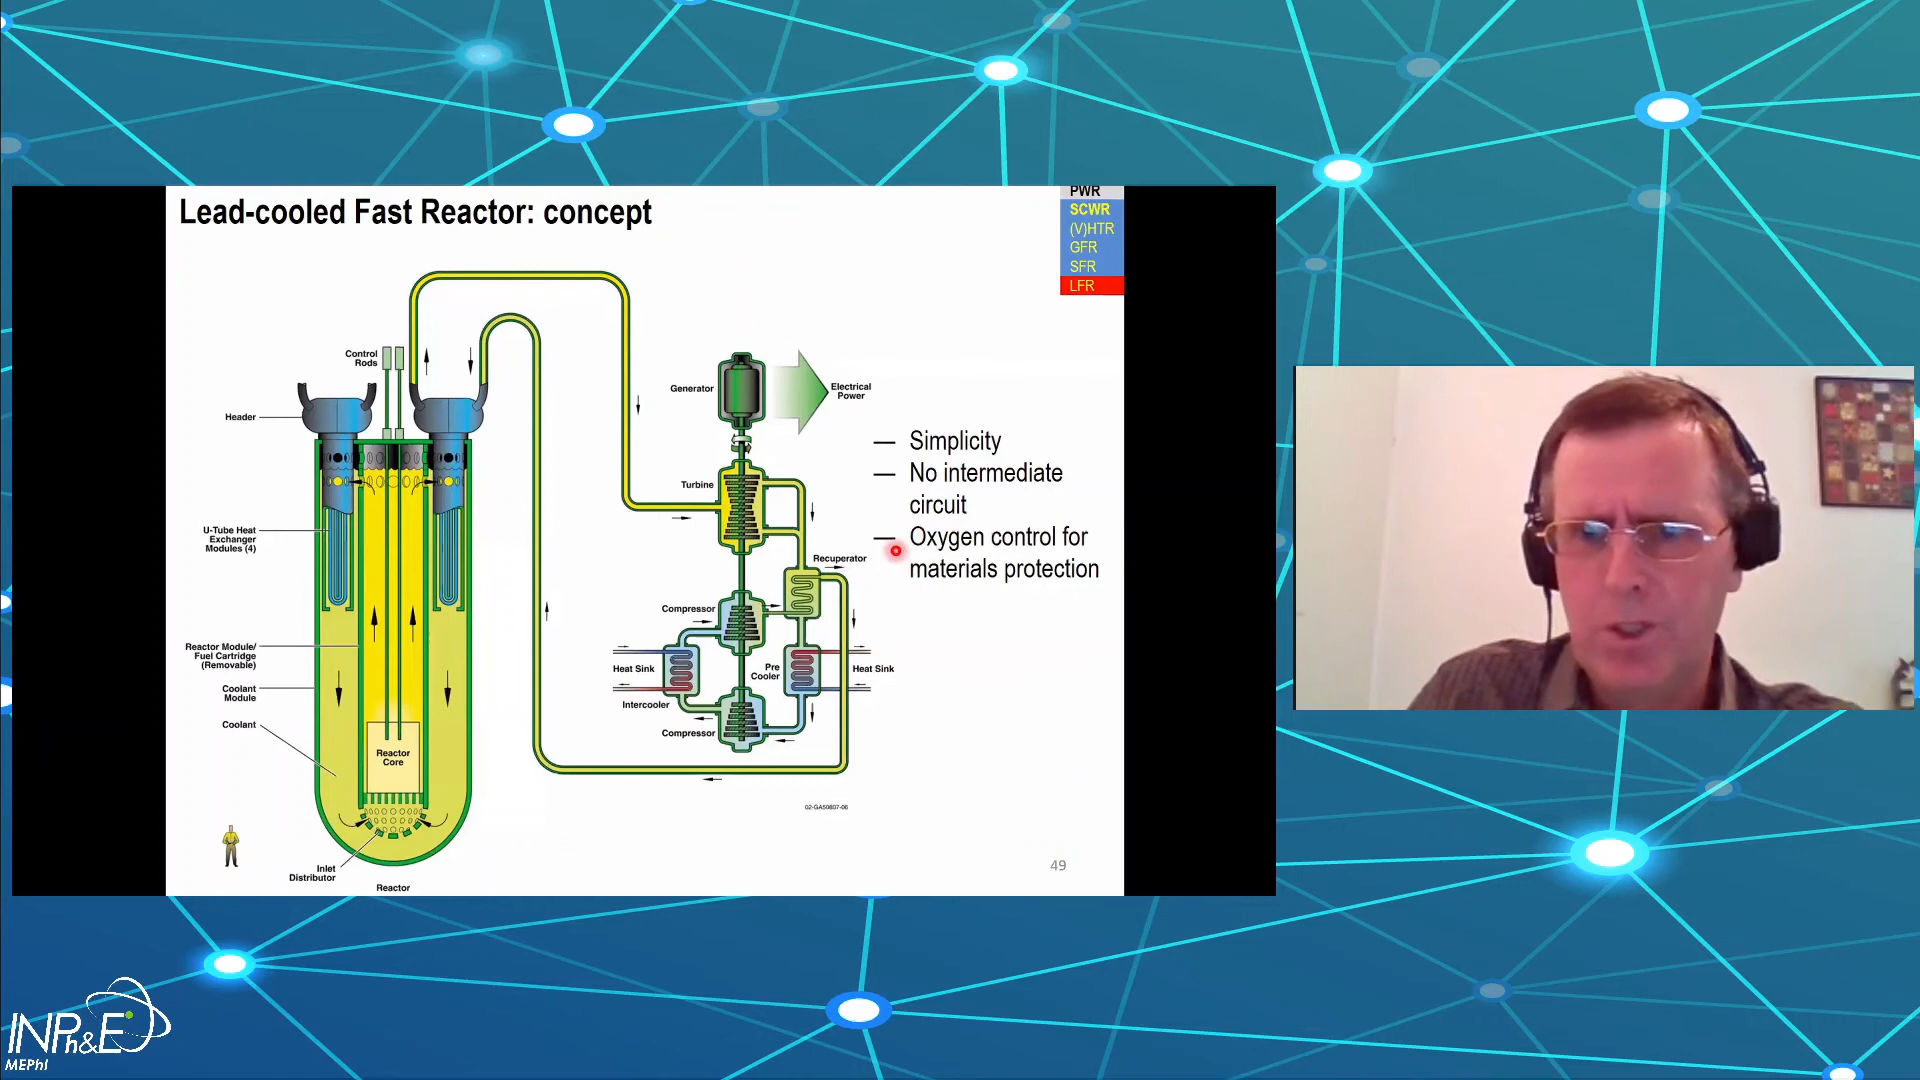 Lead-cooled Fast Reactor: concept
PWR
SCWR
(V)HTR
GFR
SFR
LFR
Control
Rods
Header
U-Tube Heat
Exchanger
Modules (4)
Reactor Module/
Fuel Cartridge
(Removable)
Coolant
Module
Coolant
Reactor
Core
Inlet
Distributor
Reactor
Generator
Electrical
Power
Turbine
Recuperator
Compressor
Heat Sink
Pre
Cooler
Heat Sink
Intercooler
Compressor
02-GA50807-06
— Simplicity
— No intermediate
circuit
— Oxygen control for
materials protection
49
INPh&E
MEPhI